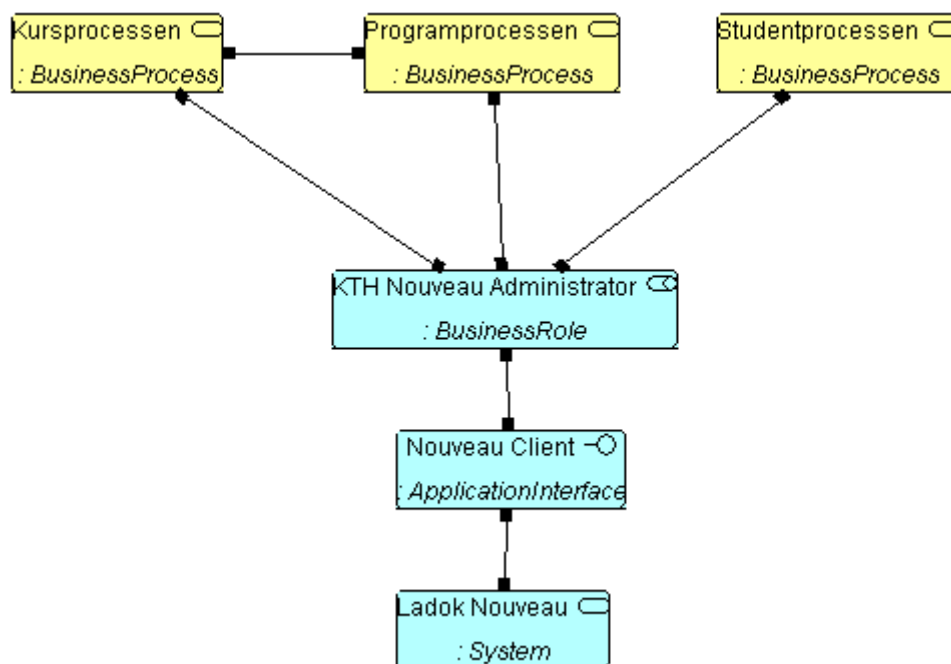 Kursprocessen
: BusinessProcess
Programprocessen
: BusinessProcess
Studentprocessen
: BusinessProcess
KTH Nouveau Administrator
: BusinessRole
Nouveau Client
: ApplicationInterface
Ladok Nouveau
: System